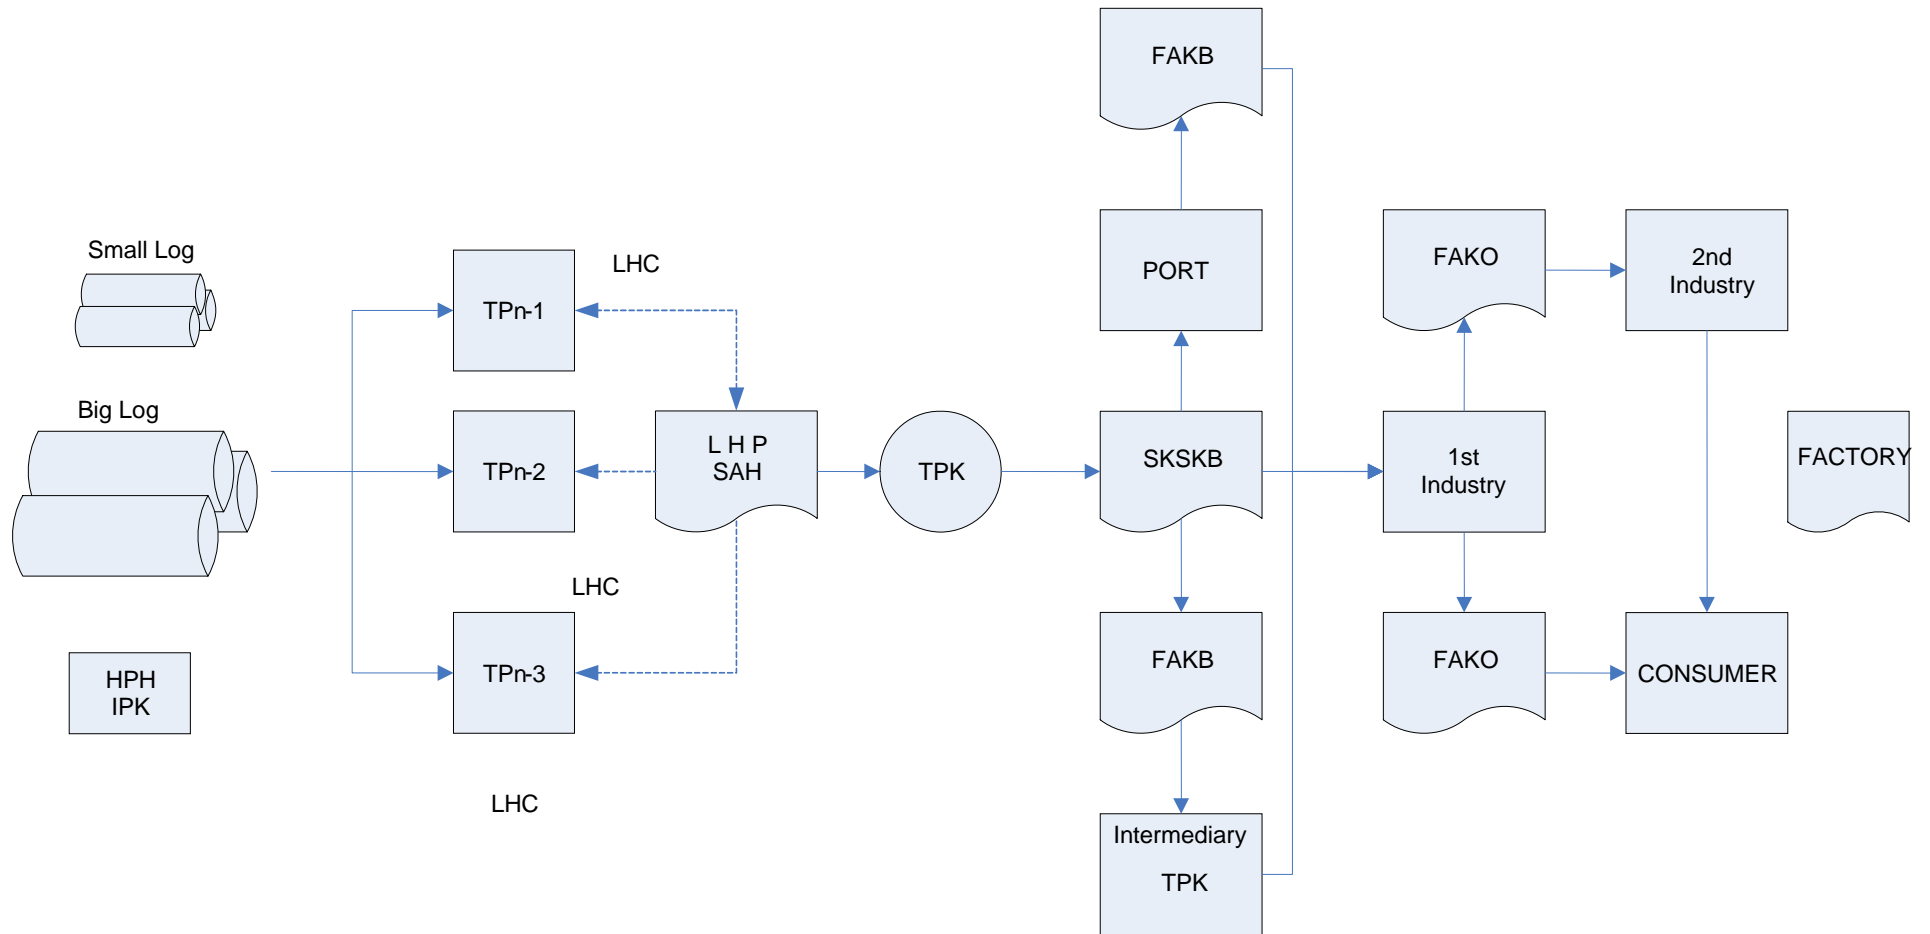 FAKB
Small Log
LHC
TPn-1
PORT
FAKO
2nd
Industry
Big Log
TPn-2
L H P
SAH
TPK
SKSKB
1st
Industry
FACTORY
LHC
HPH
IPK
TPn-3
FAKB
FAKO
CONSUMER
LHC
Intermediary
TPK